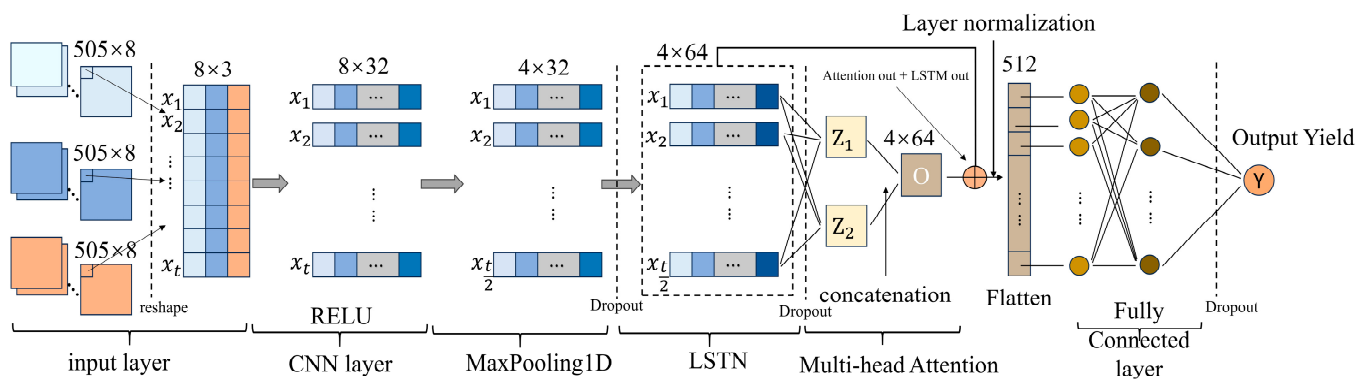 505×8
505×8
505×8
8×3
x1
x2
xt
reshape
input layer
8×32
x1
...
x2
...
xt
...
RELU
CNN layer
4×32
x1
...
x2
...
xt/2
...
MaxPooling1D
Dropout
4×64
x1
...
x2
...
xt/2
...
LSTN
Dropout
Attention out + LSTM out
Z1
Z2
4×64
O
concatenation
Multi-head Attention
Layer normalization
512
Flatten
Fully
Connected
layer
Dropout
Output Yield
Y